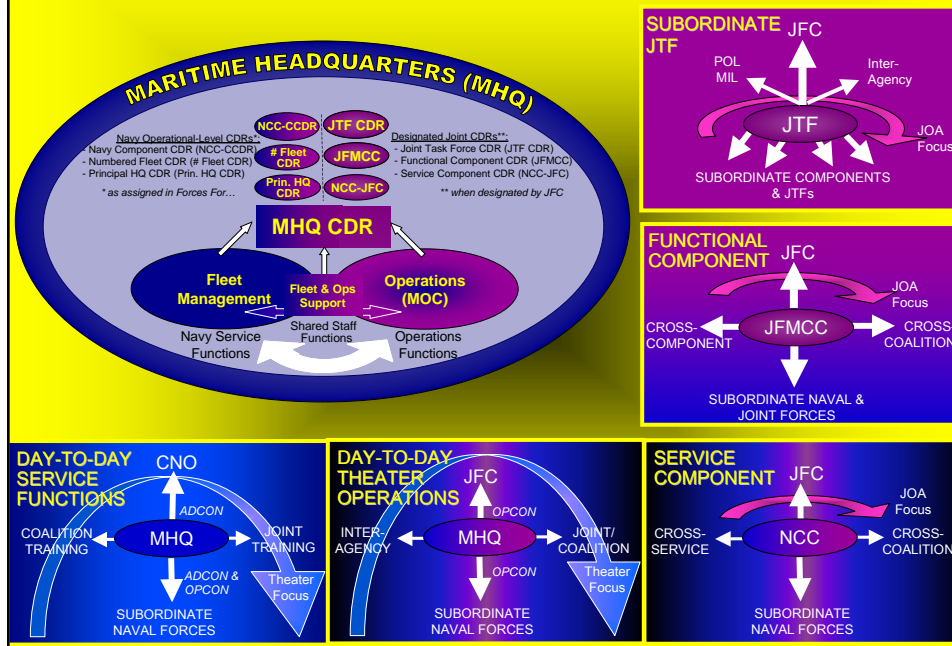 MARITIME HEADQUARTERS (MHQ)
Navy Operational-Level CDRs*:
- Navy Component CDR (NCC-CCDR)
- Numbered Fleet CDR (# Fleet CDR)
- Principal HQ CDR (Prin. HQ CDR)
* as assigned in Forces For…
NCC-CCDR
# Fleet
CDR
Prin. HQ
CDR
JTF CDR
JFMCC
NCC-JFC
Designated Joint CDRs**:
- Joint Task Force CDR (JTF CDR)
- Functional Component CDR (JFMCC)
- Service Component CDR (NCC-JFC)
** when designated by JFC
MHQ CDR
Fleet
Management
Fleet & Ops
Support
Operations
(MOC)
Navy Service
Functions
Shared Staff
Functions
Operations
Functions
SUBORDINATE
JTF
JFC
POL
MIL
Inter-
Agency
JTF
JOA
Focus
SUBORDINATE COMPONENTS
& JTFs
FUNCTIONAL
COMPONENT
JFC
JOA
Focus
CROSS-
COMPONENT
JFMCC
CROSS-
COALITION
SUBORDINATE NAVAL &
JOINT FORCES
DAY-TO-DAY
SERVICE
FUNCTIONS
CNO
ADCON
COALITION
TRAINING
MHQ
JOINT
TRAINING
ADCON &
OPCON
Theater
Focus
SUBORDINATE
NAVAL FORCES
DAY-TO-DAY
THEATER
OPERATIONS
JFC
OPCON
INTER-
AGENCY
MHQ
JOINT/
COALITION
OPCON
Theater
Focus
SUBORDINATE
NAVAL FORCES
SERVICE
COMPONENT
JFC
JOA
Focus
CROSS-
SERVICE
NCC
CROSS-
COALITION
SUBORDINATE
NAVAL FORCES